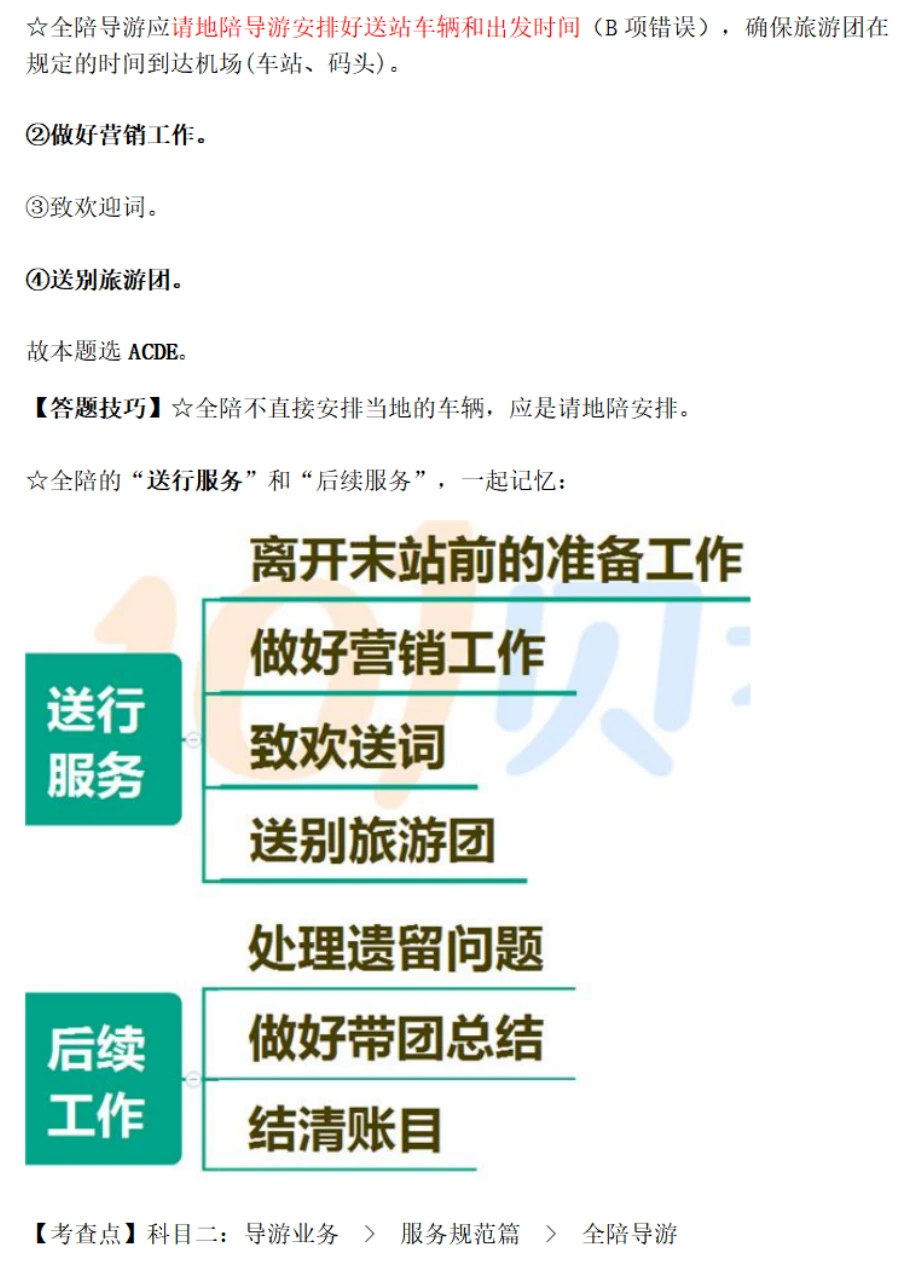 ☆全陪导游应请地陪导游安排好送站车辆和出发时间（B 项错误），确保旅游团在
规定的时间到达机场(车站、码头)。
②做好营销工作。
③致欢迎词。
④送别旅游团。
故本题选 ACDE。
【答题技巧】☆全陪不直接安排当地的车辆，应是请地陪安排。
☆全陪的“送行服务”和“后续服务”，一起记忆：
送行
服务
离开末站前的准备工作
做好营销工作
致欢送词
送别旅游团
后续
工作
处理遗留问题
做好带团总结
结清账目
【考查点】科目二：导游业务 > 服务规范篇 > 全陪导游